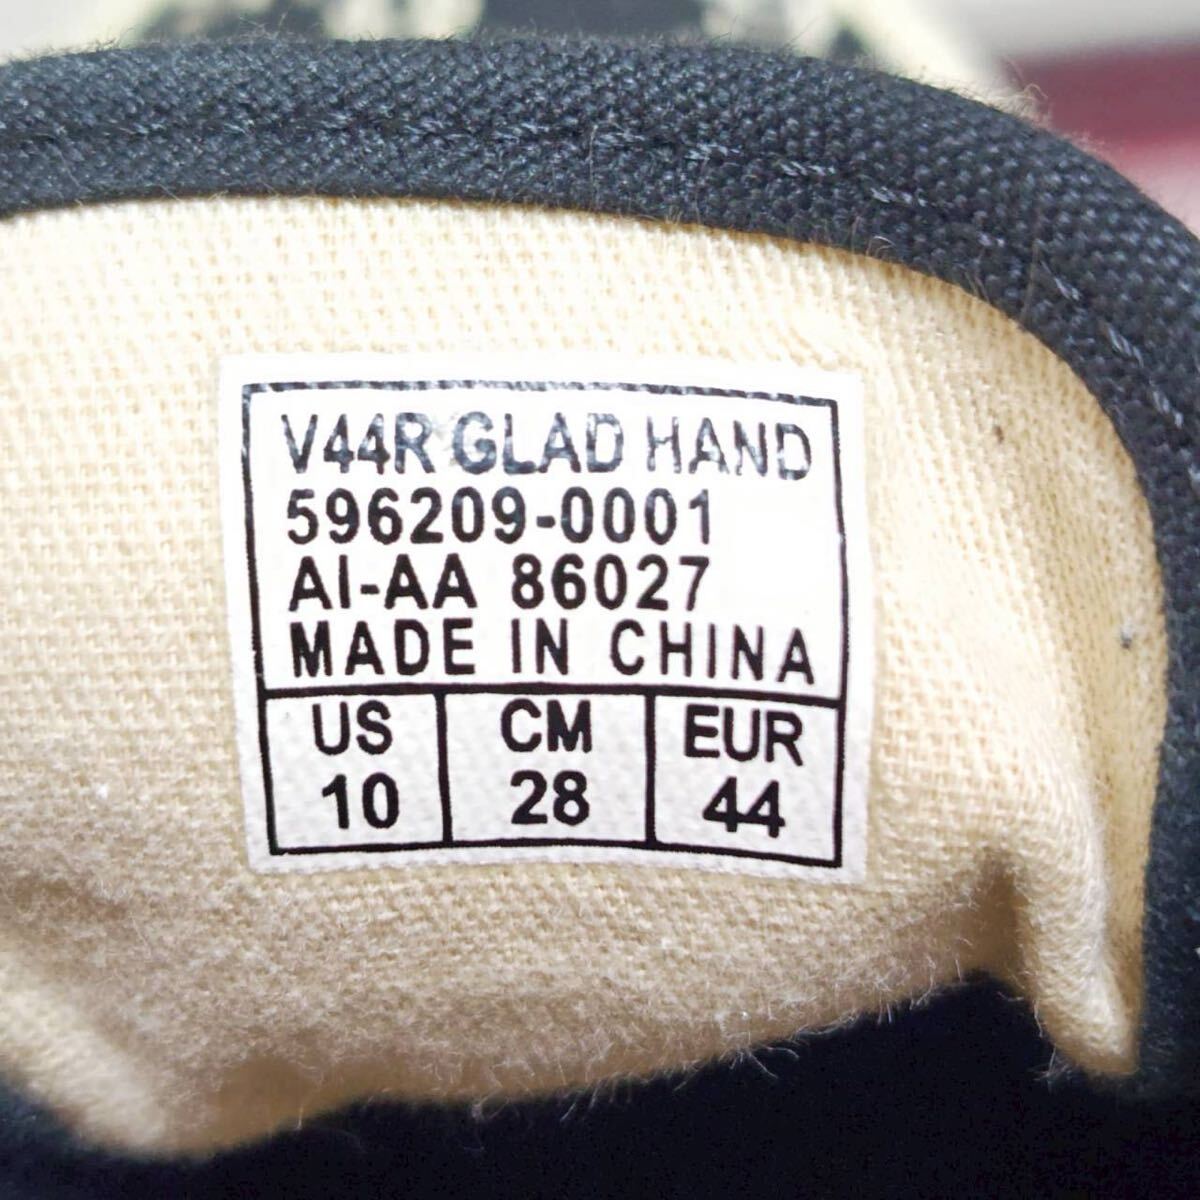 V44R GLAD HAND
596209-0001
AI-AA 86027
MADE IN CHINA
US CM EUR
10 28 44